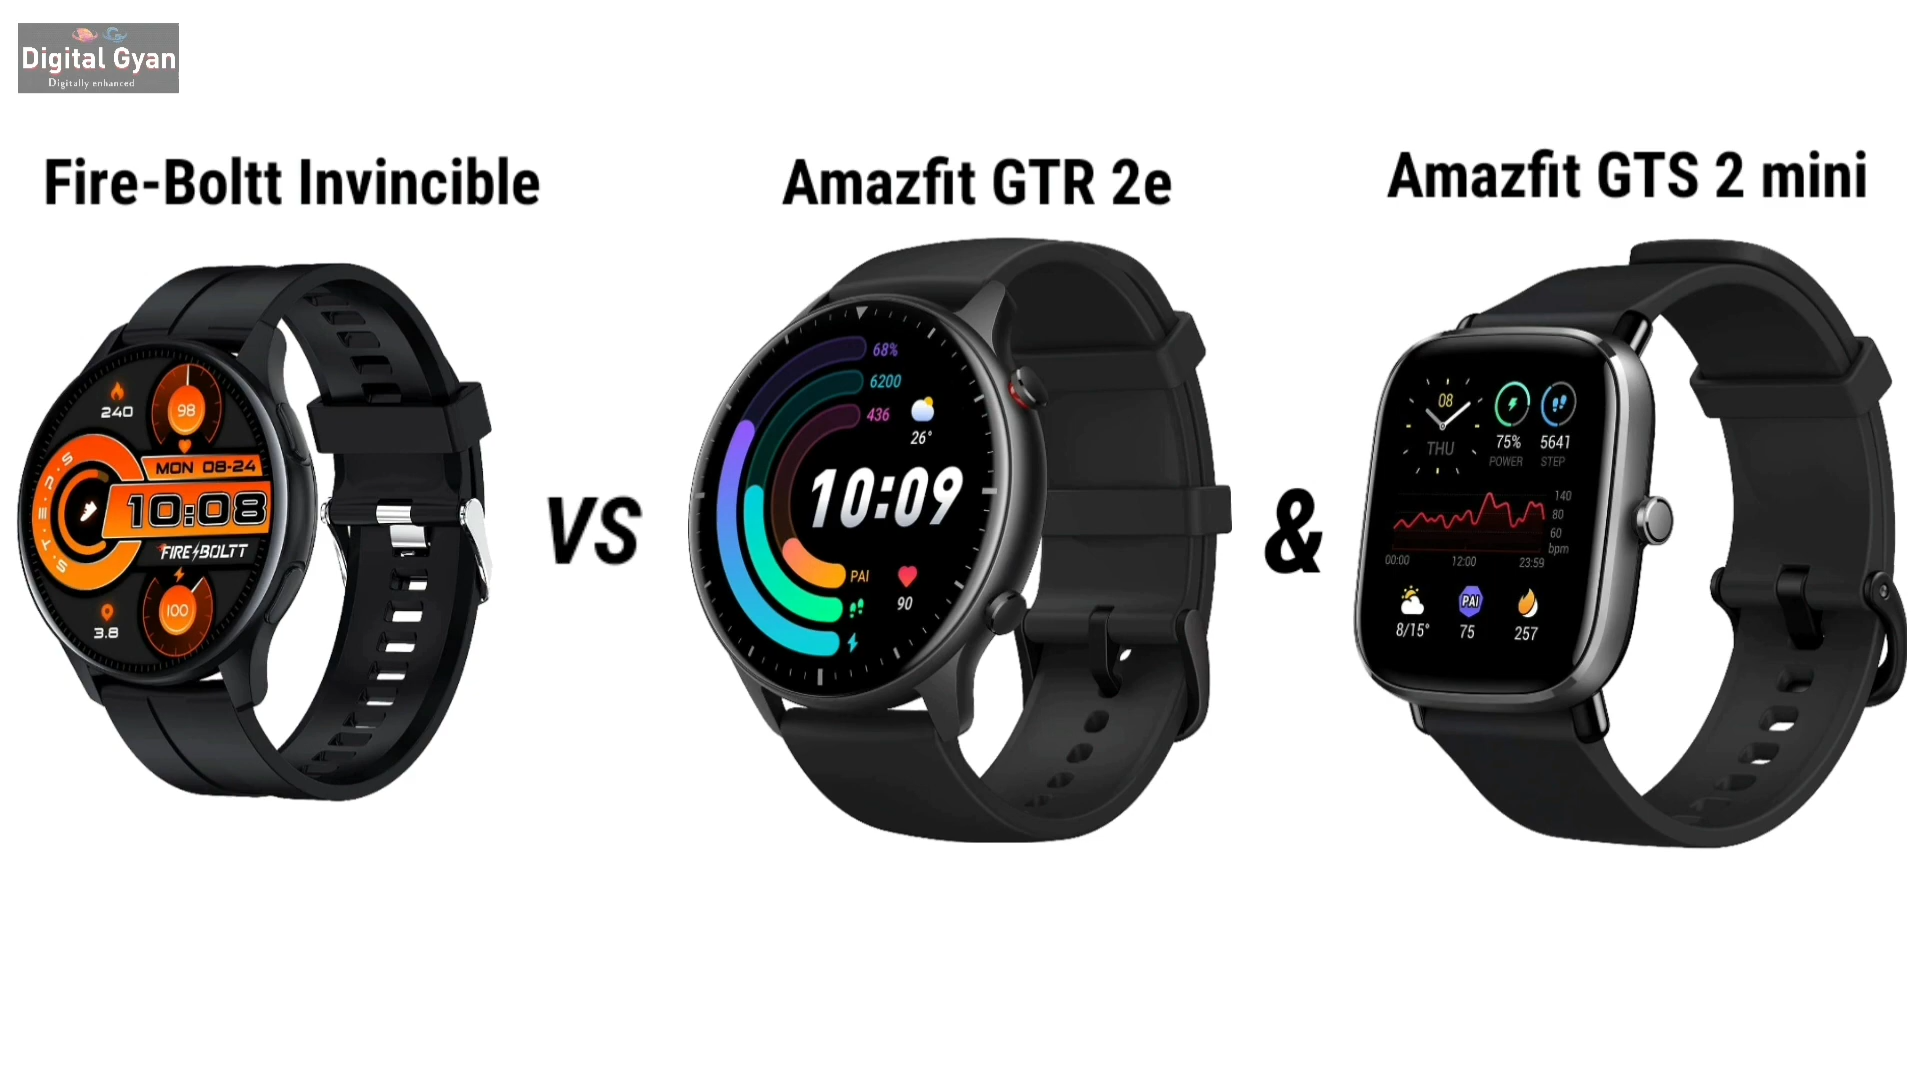 Digital Gyan
Digitally enhanced
Fire-Boltt Invincible
Amazfit GTR 2e
Amazfit GTS 2 mini
VS
&
240
98
MON 08-24
10:08
STEPS
FIRE BOLTT
3.8
100
68%
6200
436
26°
10:09
PAI
90
08
THU
75%
POWER
5641
STEP
140
80
60
bpm
00:00
12:00
23:59
8/15°
PAI
75
257